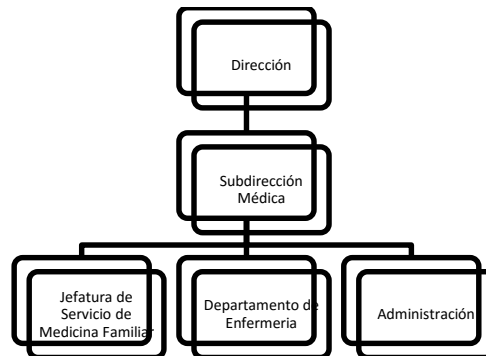 Dirección
Subdirección
Médica
Jefatura de
Servicio de
Medicina Familiar
Departamento de
Enfermeria
Administración